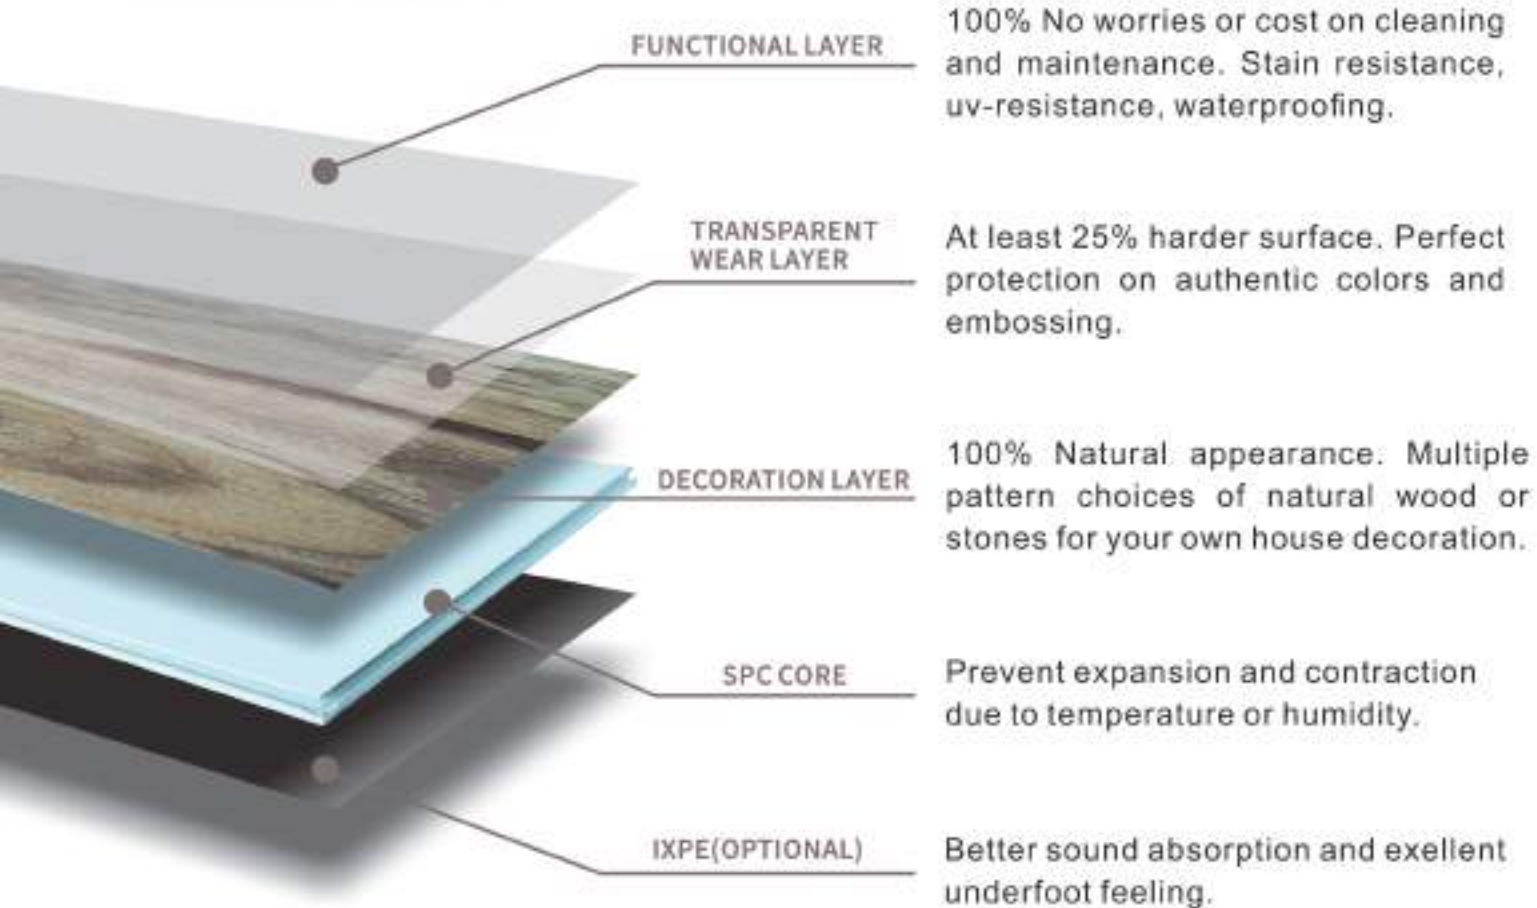 FUNCTIONAL LAYER
100% No worries or cost on cleaning
and maintenance. Stain resistance,
uv-resistance, waterproofing.
TRANSPARENT
WEAR LAYER
At least 25% harder surface. Perfect
protection on authentic colors and
embossing.
DECORATION LAYER
100% Natural appearance. Multiple
pattern choices of natural wood or
stones for your own house decoration.
SPC CORE
Prevent expansion and contraction
due to temperature or humidity.
IXPE(OPTIONAL)
Better sound absorption and exellent
underfoot feeling.